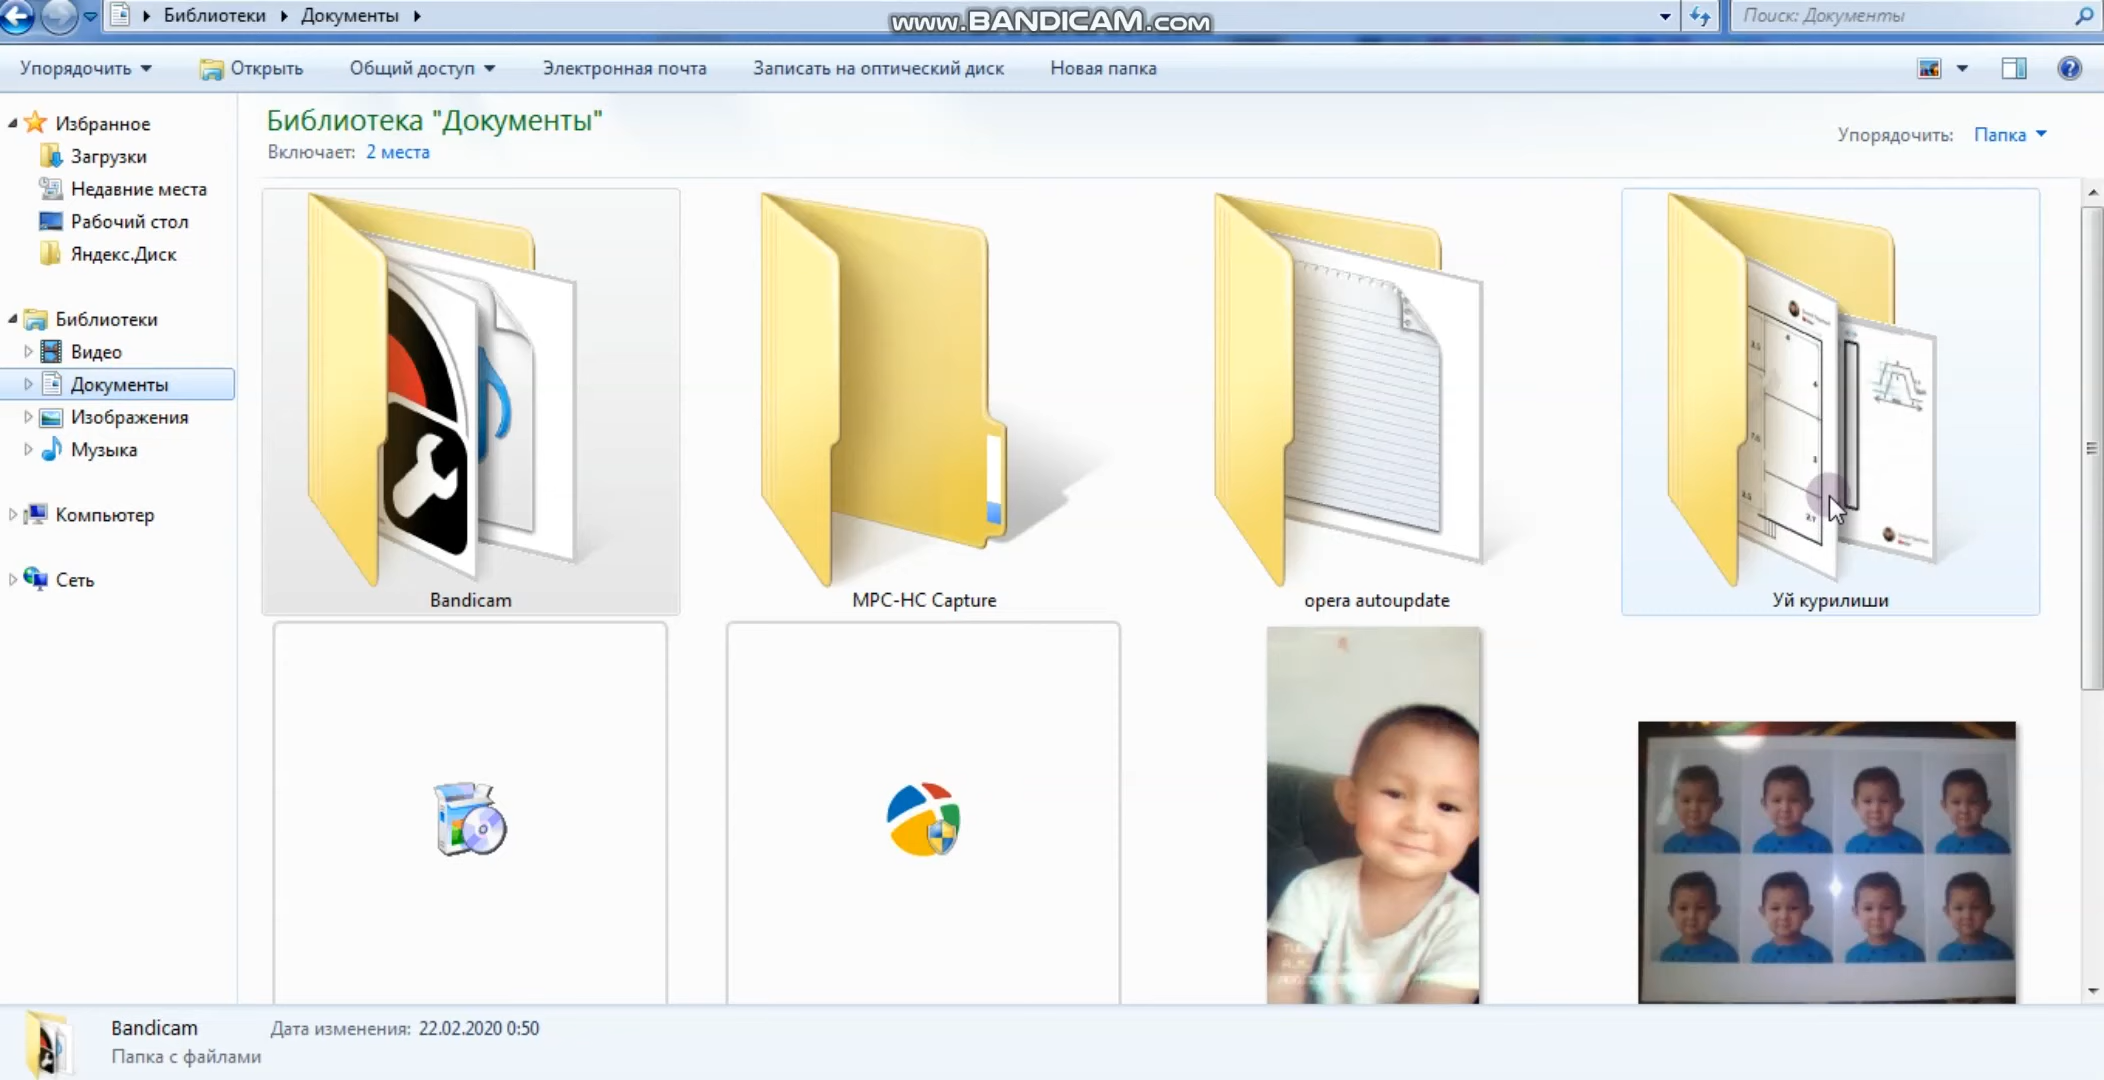 Библиотеки
Документы
www.BANDICAM.com
Поиск: Документы
Упорядочить
Открыть
Общий доступ
Электронная почта
Записать на оптический диск
Новая папка
Избранное
Загрузки
Недавние места
Рабочий стол
Яндекс.Диск
Библиотеки
Видео
Документы
Изображения
Музыка
Компьютер
Сеть
Библиотека "Документы"
Включает: 2 места
Упорядочить: Папка
Bandicam
MPC-HC Capture
opera autoupdate
Уй курилиши
Bandicam
Дата изменения: 22.02.2020 0:50
Папка с файлами